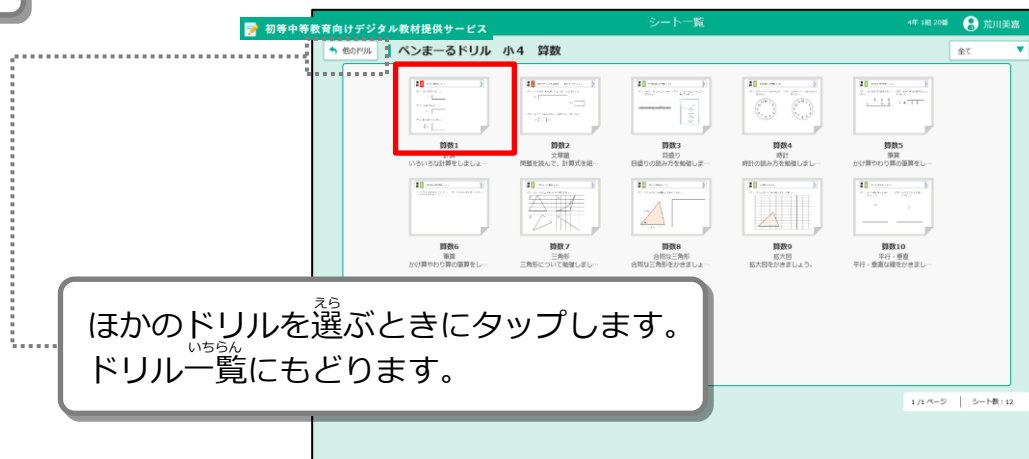 初等中等教育向けデジタル教材提供サービス
シート一覧
4年 1組 20番
荒川美嘉
他のドリル
ペンまーるドリル 小4 算数
全て
算数1
計算
いろいろな計算をしましょ…
算数2
文章題
問題を読んで、計算式を組…
算数3
目盛り
目盛りの読み方を勉強しま…
算数4
時計
時計の読み方を勉強しまし…
算数5
筆算
かけ算やわり算の筆算をし…
算数6
筆算
かけ算やわり算の筆算をし…
算数7
三角形
三角形について勉強しまし…
算数8
合同な三角形
合同な三角形をかきましょ…
算数9
拡大図
拡大図をかきましょう。
算数10
平行・垂直
平行・垂直な線をかきまし…
えら
ほかのドリルを選ぶときにタップします。
いちらん
ドリル一覧にもどります。
1 /1 ページ
シート数:12